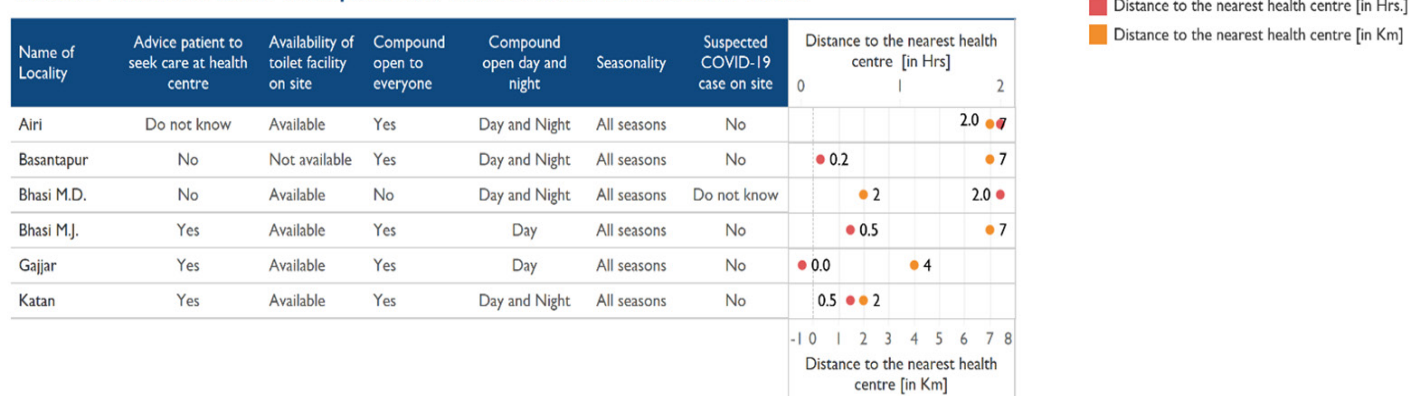 Distance to the nearest health centre [in Hrs.]
Distance to the nearest health centre [in Km]
Name of Locality
Advice patient to seek care at health centre
Availability of toilet facility on site
Compound open to everyone
Compound open day and night
Seasonality
Suspected COVID-19 case on site
Distance to the nearest health centre [in Hrs]
0 1 2
Airi Do not know Available Yes Day and Night All seasons No 2.0 7
Basantapur No Not available Yes Day and Night All seasons No 0.2 7
Bhasi M.D. No Available No Day and Night All seasons Do not know 2 2.0
Bhasi M.J. Yes Available Yes Day All seasons No 0.5 7
Gajjar Yes Available Yes Day All seasons No 0.0 4
Katan Yes Available Yes Day and Night All seasons No 0.5 2
-1 0 1 2 3 4 5 6 7 8
Distance to the nearest health
centre [in Km]